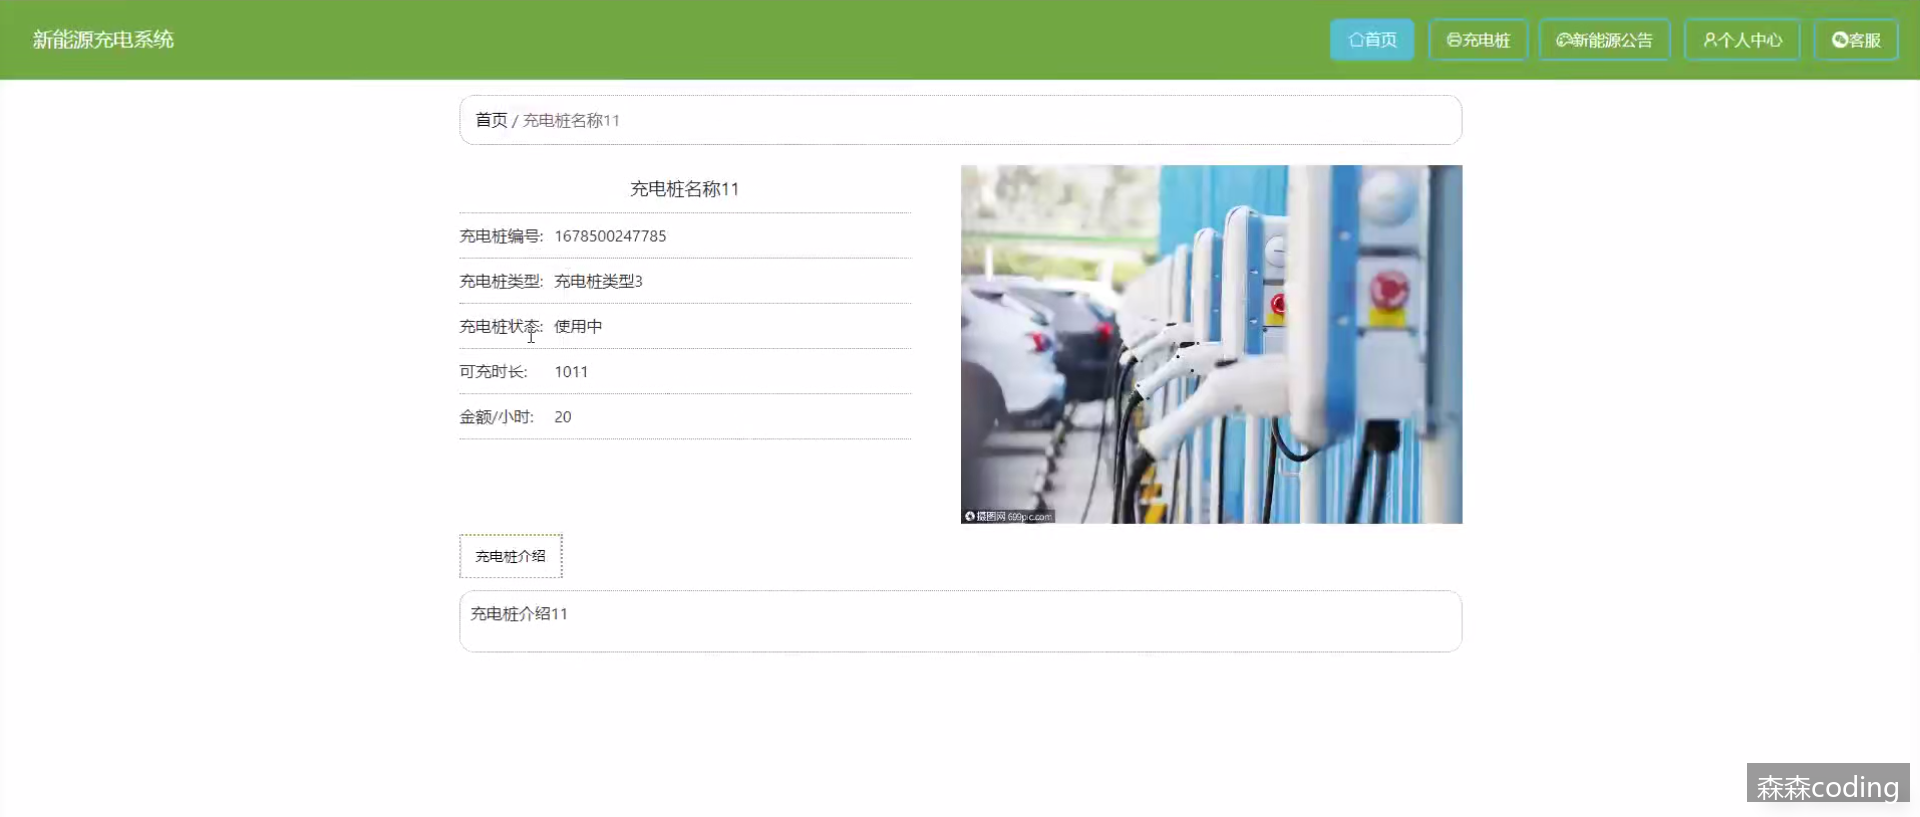 新能源充电系统
首页
充电桩
新能源公告
个人中心
客服
首页 / 充电桩名称11
充电桩名称11
充电桩编号: 1678500247785
充电桩类型: 充电桩类型3
充电桩状态: 使用中
可充时长: 1011
金额/小时: 20
摄图网 699pic.com
充电桩介绍
充电桩介绍11
森森coding